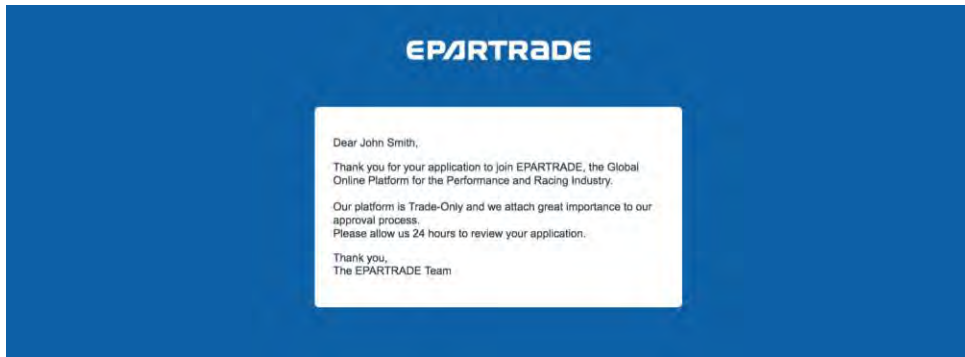 EPARTRADE
Dear John Smith,
Thank you for your application to join EPARTRADE, the Global
Online Platform for the Performance and Racing Industry.
Our platform is Trade-Only and we attach great importance to our
approval process.
Please allow us 24 hours to review your application.
Thank you,
The EPARTRADE Team